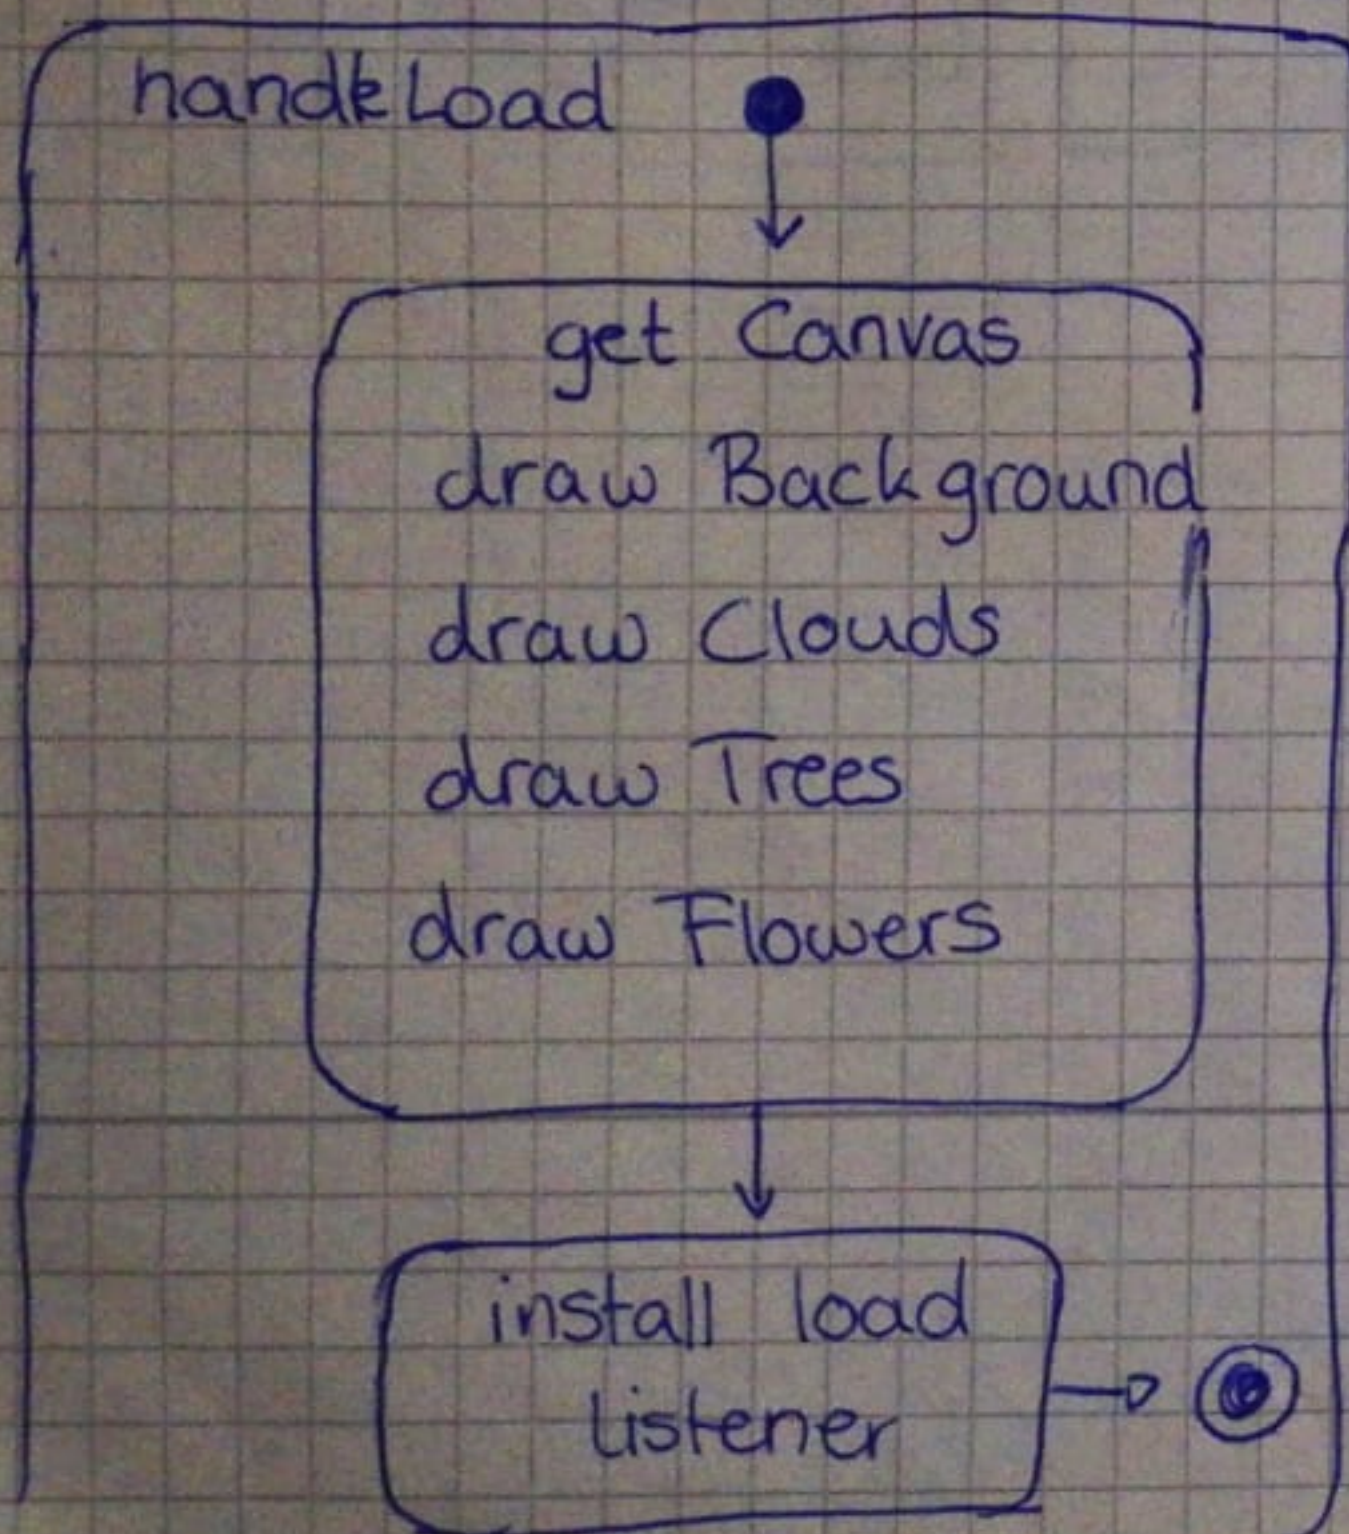 handleLoad
get Canvas
draw Background
draw Clouds
draw Trees
draw Flowers
install load
listener